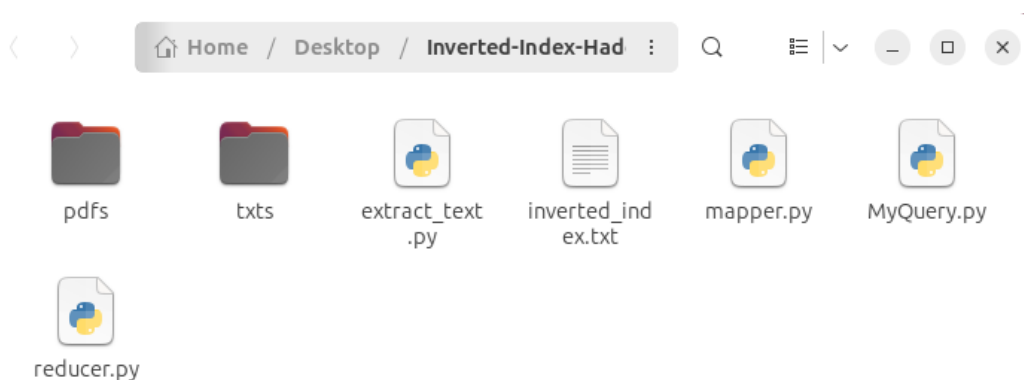 Home / Desktop / Inverted-Index-Had
pdfs
txts
extract_text
.py
inverted_ind
ex.txt
mapper.py
MyQuery.py
reducer.py